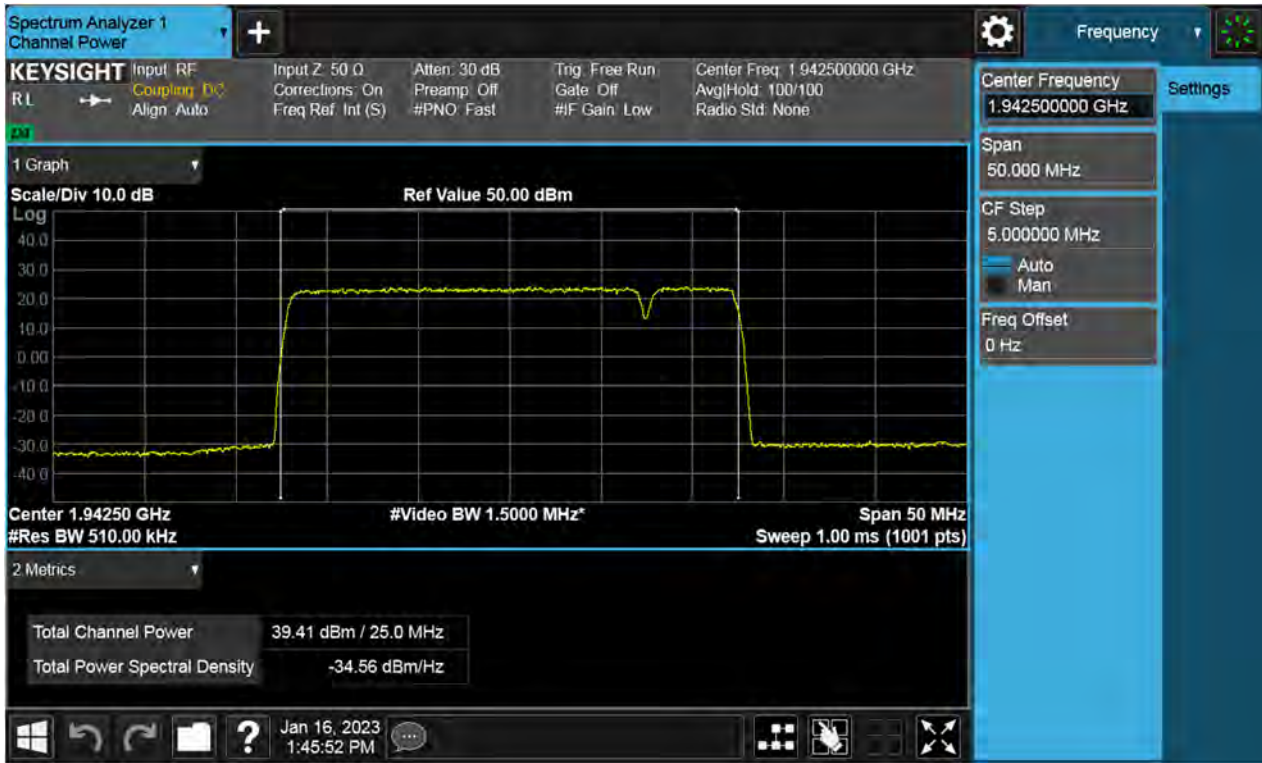 Spectrum Analyzer 1
Channel Power
+
Frequency
KEYSIGHT
RL
Input: RF
Coupling: DC
Align: Auto
Input Z: 50 Ω
Corrections: On
Freq Ref: Int (S)
Atten: 30 dB
Preamp: Off
#PNO: Fast
Trig: Free Run
Gate: Off
#IF Gain: Low
Center Freq: 1.942500000 GHz
Avg|Hold: 100/100
Radio Std: None
Center Frequency
1.942500000 GHz
Settings
Span
50.000 MHz
CF Step
5.000000 MHz
Auto
Man
Freq Offset
0 Hz
1 Graph
Scale/Div 10.0 dB
Ref Value 50.00 dBm
Log
40.0
30.0
20.0
10.0
0.00
-10.0
-20.0
-30.0
-40.0
Center 1.94250 GHz
#Video BW 1.5000 MHz*
Span 50 MHz
#Res BW 510.00 kHz
Sweep 1.00 ms (1001 pts)
2 Metrics
Total Channel Power 39.41 dBm / 25.0 MHz
Total Power Spectral Density -34.56 dBm/Hz
?
Jan 16, 2023
1:45:52 PM